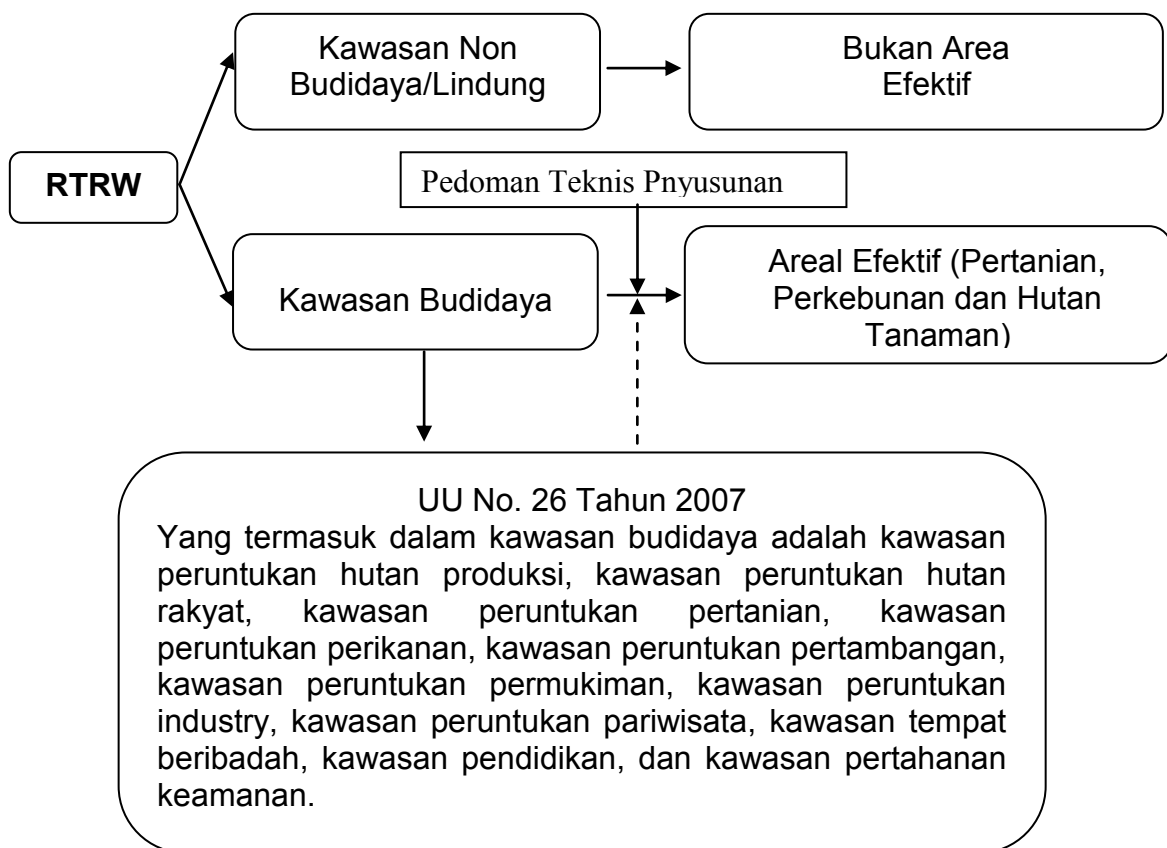 Kawasan Non
Budidaya/Lindung
Bukan Area
Efektif
RTRW
Pedoman Teknis Pnyusunan
Kawasan Budidaya
Areal Efektif (Pertanian,
Perkebunan dan Hutan
Tanaman)
UU No. 26 Tahun 2007
Yang termasuk dalam kawasan budidaya adalah kawasan
peruntukan hutan produksi, kawasan peruntukan hutan
rakyat, kawasan peruntukan pertanian, kawasan
peruntukan perikanan, kawasan peruntukan pertambangan,
kawasan peruntukan permukiman, kawasan peruntukan
industry, kawasan peruntukan pariwisata, kawasan tempat
beribadah, kawasan pendidikan, dan kawasan pertahanan
keamanan.